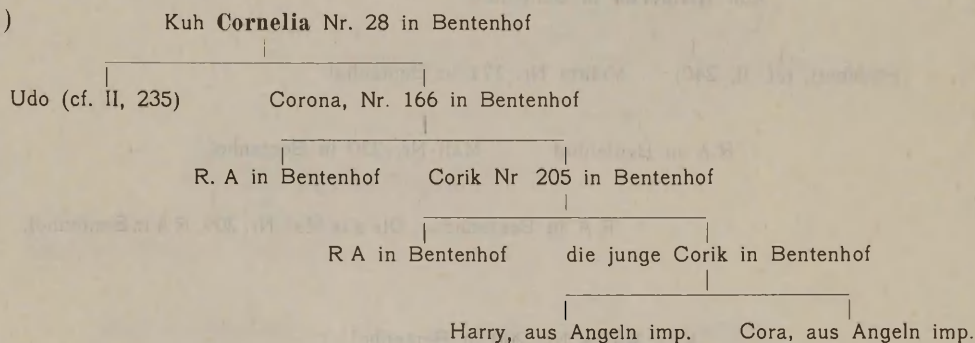 )
Kuh Cornelia Nr. 28 in Bentenhof
Udo (cf. II, 235) Corona, Nr. 166 in Bentenhof
R. A in Bentenhof Corik Nr 205 in Bentenhof
R A in Bentenhof die junge Corik in Bentenhof
Harry, aus Angeln imp. Cora, aus Angeln imp.